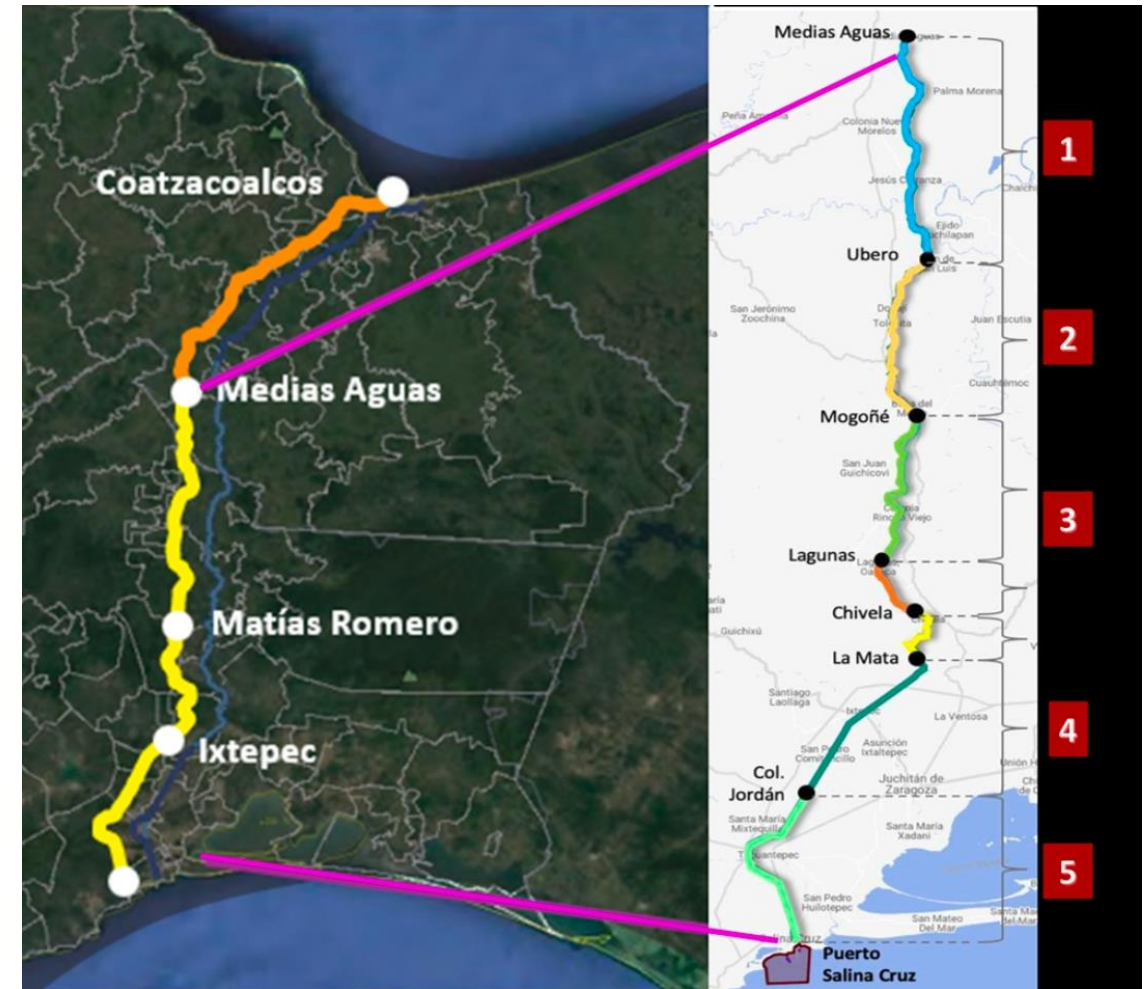 Coatzacoalcos
Medias Aguas
Matías Romero
Ixtepec
Medias Aguas
Palma Morena
Colonia Nue
Morelos
Ubero
San Jerónimo
Zoochina
Juan Escutia
Cuauhtémoc
Mogoñé
San Juan
Guichicovi
Rincón Viejo
Lagunas
Chivela
Guichixú
La Mata
Santiago
Laollaga
La Ventosa
Asunción
Ixtaltepec
Col.
Jordán
Juchitán de
Zaragoza
Santa María
Mixtequilla
Santa María
Xadani
San Pedro
Huilotepec
San Mateo
Del Mar
Puerto
Salina Cruz
1
2
3
4
5